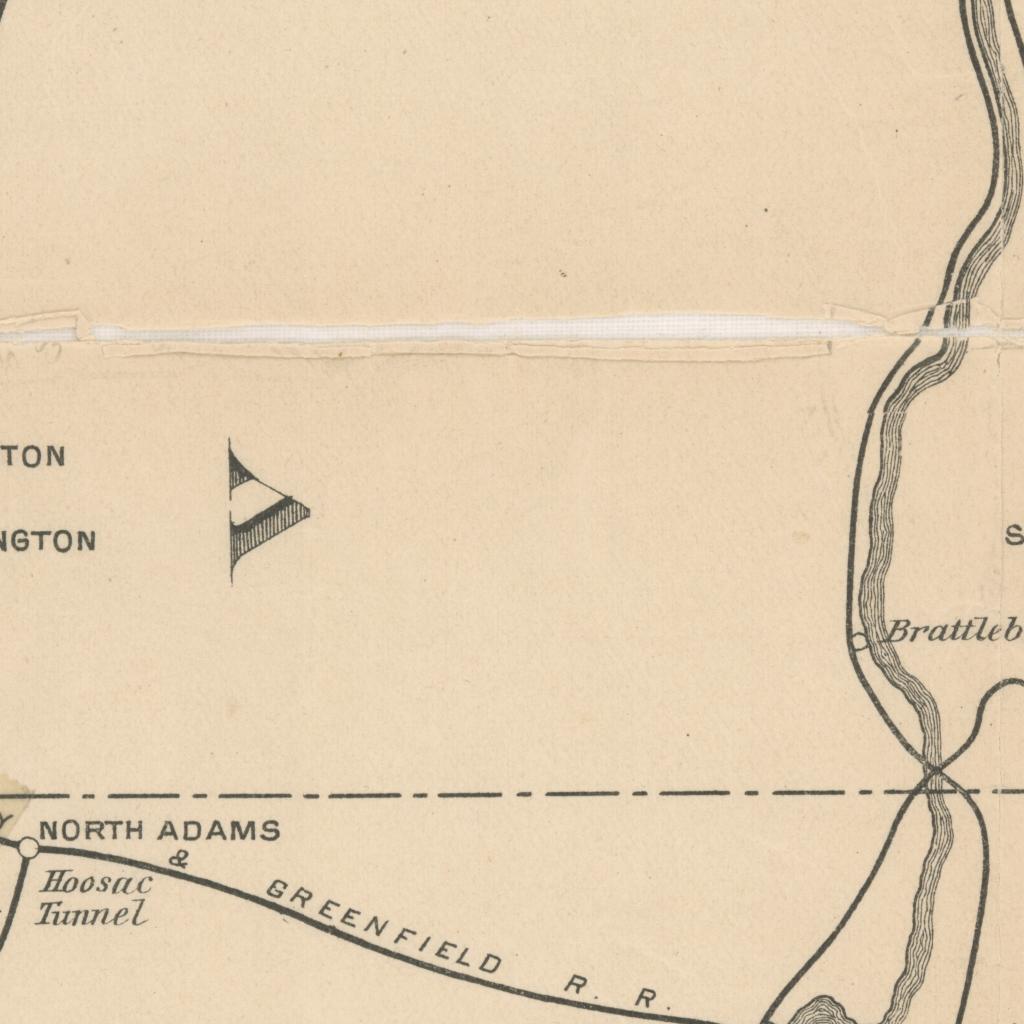 TON
NGTON
V
S
Brattleb
Y
NORTH ADAMS
&
Hoosac
Tunnel
GREENFIELD R. R.